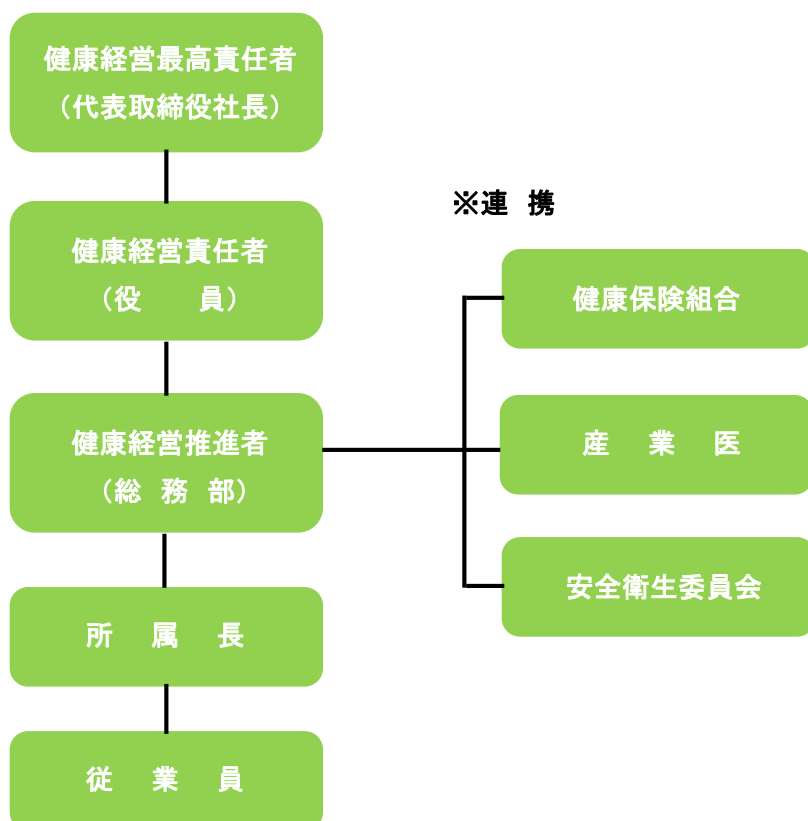 健康経営最高責任者
（代表取締役社長）
健康経営責任者
（役　　員）
健康経営推進者
（総 務 部）
所　属　長
従　業　員
※連 携
健康保険組合
産　業　医
安全衛生委員会